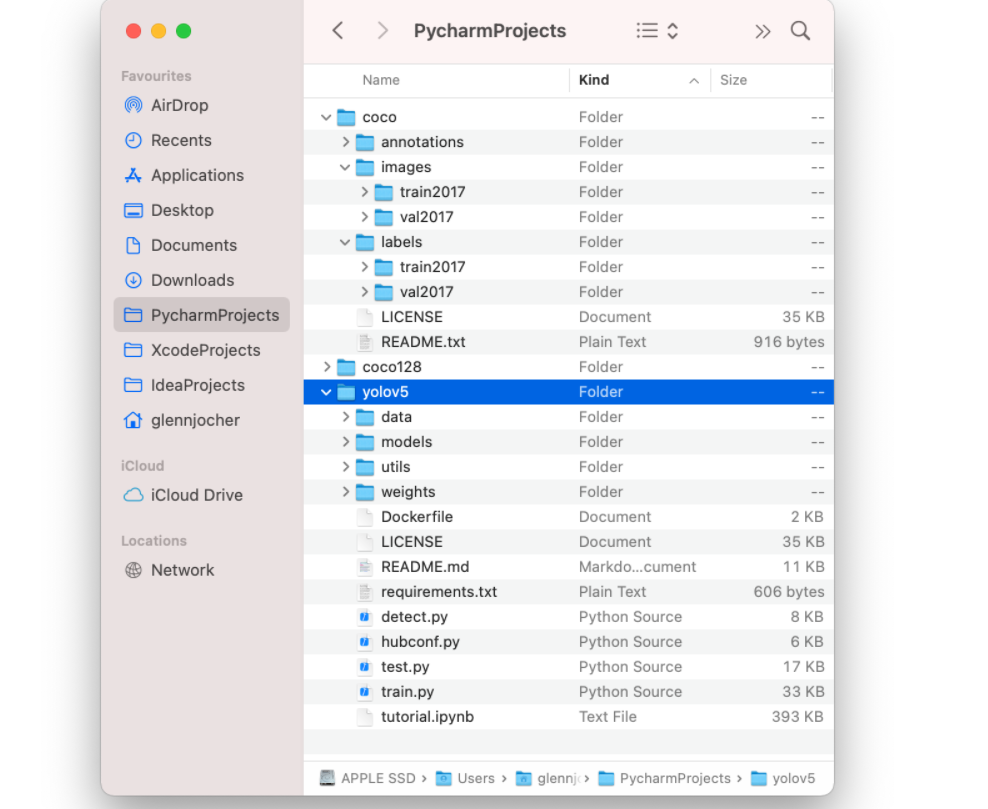 PycharmProjects
Favourites
AirDrop
Recents
Applications
Desktop
Documents
Downloads
PycharmProjects
XcodeProjects
IdeaProjects
glennjocher
iCloud
iCloud Drive
Locations
Network
Name Kind Size
coco Folder --
annotations Folder --
images Folder --
train2017 Folder --
val2017 Folder --
labels Folder --
train2017 Folder --
val2017 Folder --
LICENSE Document 35 KB
README.txt Plain Text 916 bytes
coco128 Folder --
yolov5 Folder --
data Folder --
models Folder --
utils Folder --
weights Folder --
Dockerfile Document 2 KB
LICENSE Document 35 KB
README.md Markdo...cument 11 KB
requirements.txt Plain Text 606 bytes
detect.py Python Source 8 KB
hubconf.py Python Source 6 KB
test.py Python Source 17 KB
train.py Python Source 33 KB
tutorial.ipynb Text File 393 KB
APPLE SSD › Users › glennj › PycharmProjects › yolov5